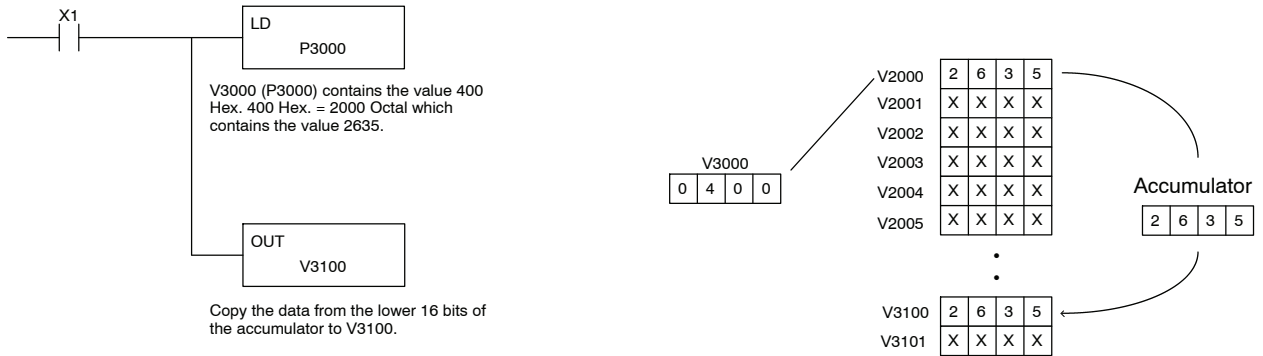 X1
LD
P3000
V3000 (P3000) contains the value 400
Hex. 400 Hex. = 2000 Octal which
contains the value 2635.
OUT
V3100
Copy the data from the lower 16 bits of
the accumulator to V3100.
V3000
0 4 0 0
V2000 2 6 3 5
V2001 X X X X
V2002 X X X X
V2003 X X X X
V2004 X X X X
V2005 X X X X
Accumulator
2 6 3 5
V3100 2 6 3 5
V3101 X X X X